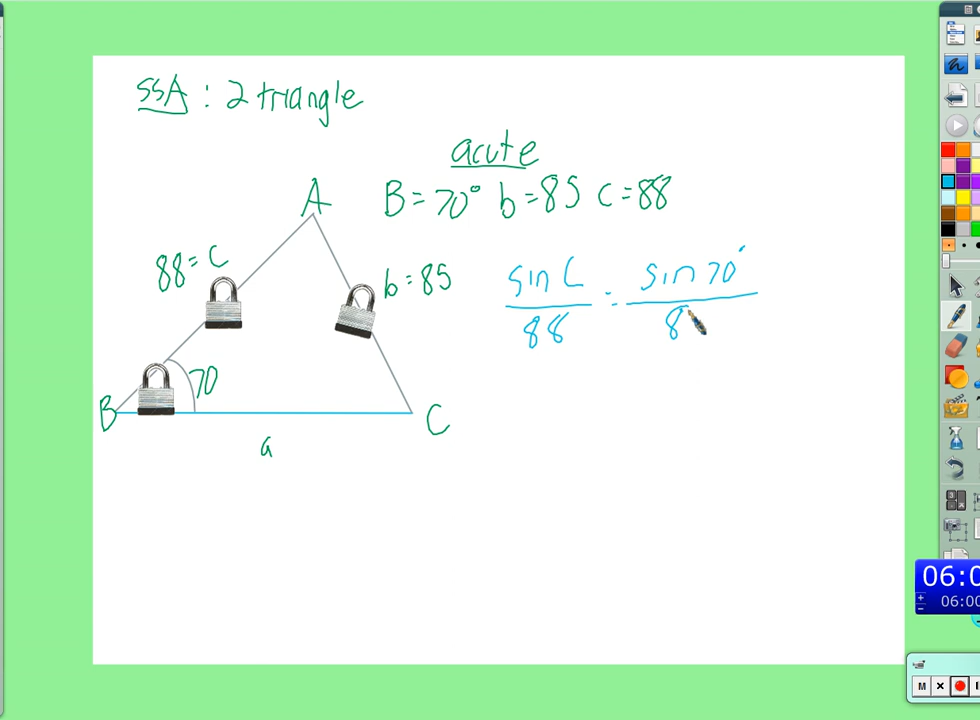 SSA : 2 triangle
acute
B = 70° b = 85 c = 88
A
88 = c
b = 85
sin C / 88 = sin 70° / 8
70
B
C
a
06:0
06:00
M